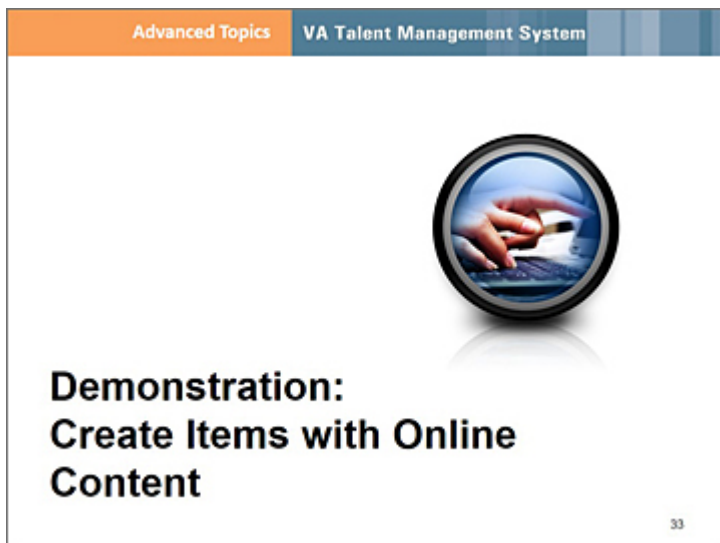 Advanced Topics VA Talent Management System
Demonstration:
Create Items with Online
Content
33